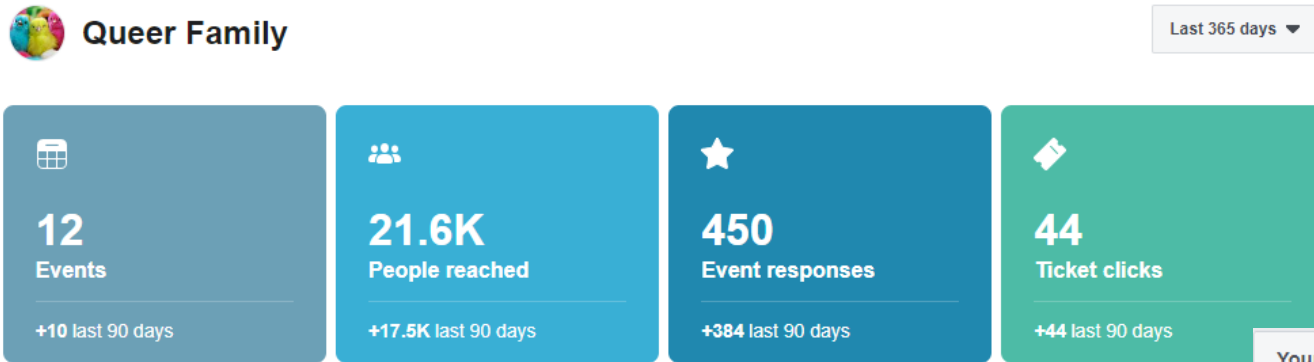 Queer Family
Last 365 days
12
Events
+10 last 90 days
21.6K
People reached
+17.5K last 90 days
450
Event responses
+384 last 90 days
44
Ticket clicks
+44 last 90 days
You